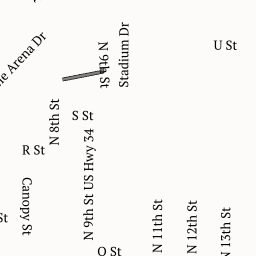 ne Arena Dr
N 9th St
Stadium Dr
U St
N 8th St
S St
R St
N 9th St US Hwy 34
Canopy St
St
N 11th St
N 12th St
N 13th St
Q St